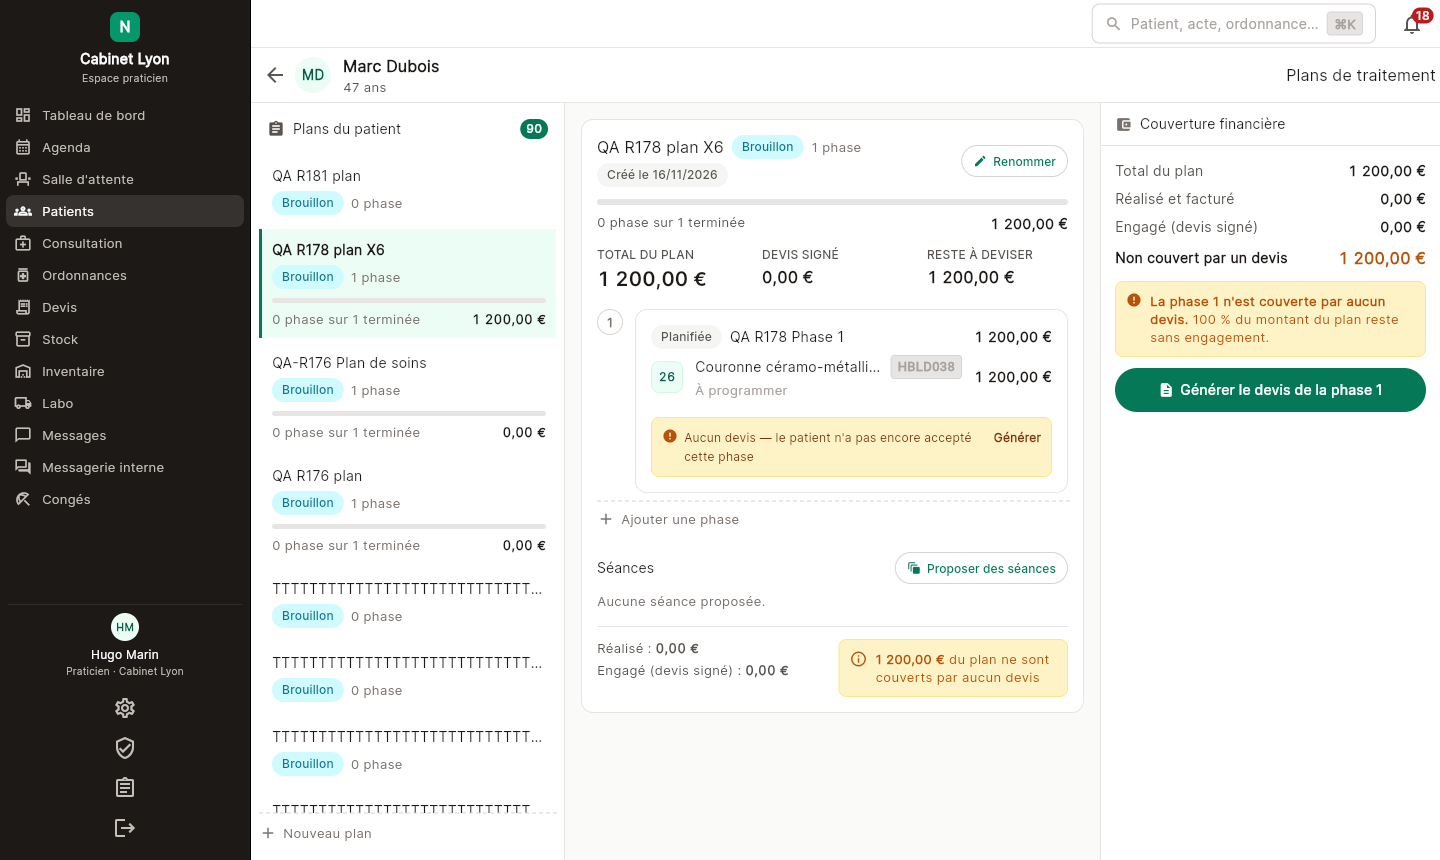 N
Cabinet Lyon
Espace praticien
Tableau de bord
Agenda
Salle d'attente
Patients
Consultation
Ordonnances
Devis
Stock
Inventaire
Labo
Messages
Messagerie interne
Congés
HM
Hugo Marin
Praticien · Cabinet Lyon
Patient, acte, ordonnance... ⌘K
18
MD
Marc Dubois
47 ans
Plans de traitement
Plans du patient 90
QA R181 plan
Brouillon 0 phase
QA R178 plan X6
Brouillon 1 phase
0 phase sur 1 terminée 1 200,00 €
QA-R176 Plan de soins
Brouillon 1 phase
0 phase sur 1 terminée 0,00 €
QA R176 plan
Brouillon 1 phase
0 phase sur 1 terminée 0,00 €
TTTTTTTTTTTTTTTTTTTTTTTTTTTT...
Brouillon 0 phase
TTTTTTTTTTTTTTTTTTTTTTTTTTTT...
Brouillon 0 phase
TTTTTTTTTTTTTTTTTTTTTTTTTTTT...
Brouillon 0 phase
TTTTTTTTTTTTTTTTTTTTTTTTTTTT
Nouveau plan
QA R178 plan X6 Brouillon 1 phase
Créé le 16/11/2026
Renommer
0 phase sur 1 terminée 1 200,00 €
TOTAL DU PLAN DEVIS SIGNÉ RESTE À DEVISER
1 200,00 € 0,00 € 1 200,00 €
1
Planifiée QA R178 Phase 1 1 200,00 €
26 Couronne céramo-métalli... HBLD038 1 200,00 €
À programmer
Aucun devis — le patient n'a pas encore accepté
cette phase
Générer
Ajouter une phase
Séances
Proposer des séances
Aucune séance proposée.
Réalisé : 0,00 €
Engagé (devis signé) : 0,00 €
1 200,00 € du plan ne sont
couverts par aucun devis
Couverture financière
Total du plan 1 200,00 €
Réalisé et facturé 0,00 €
Engagé (devis signé) 0,00 €
Non couvert par un devis 1 200,00 €
La phase 1 n'est couverte par aucun
devis. 100 % du montant du plan reste
sans engagement.
Générer le devis de la phase 1